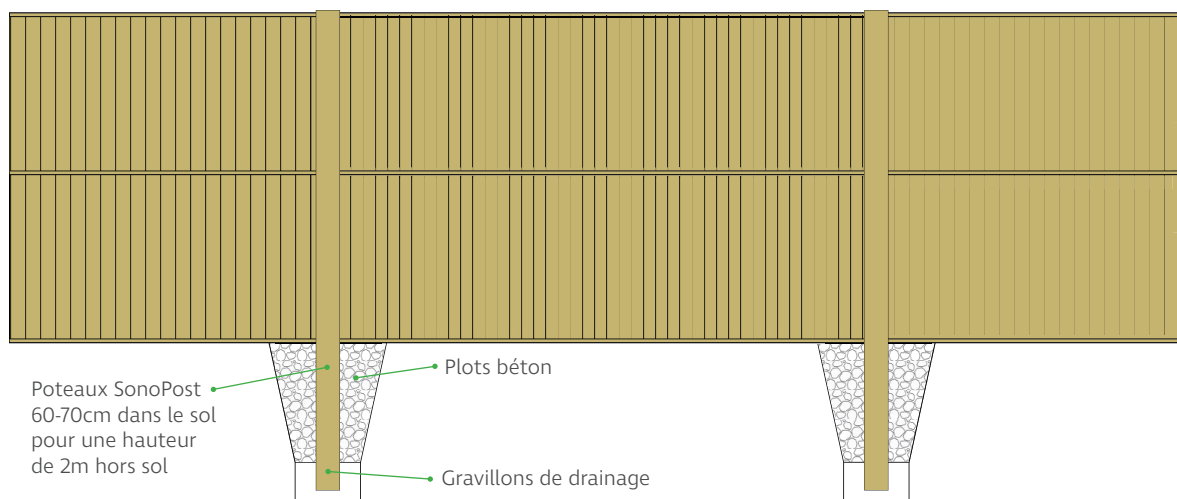 Poteaux SonoPost
60-70cm dans le sol
pour une hauteur
de 2m hors sol
Plots béton
Gravillons de drainage